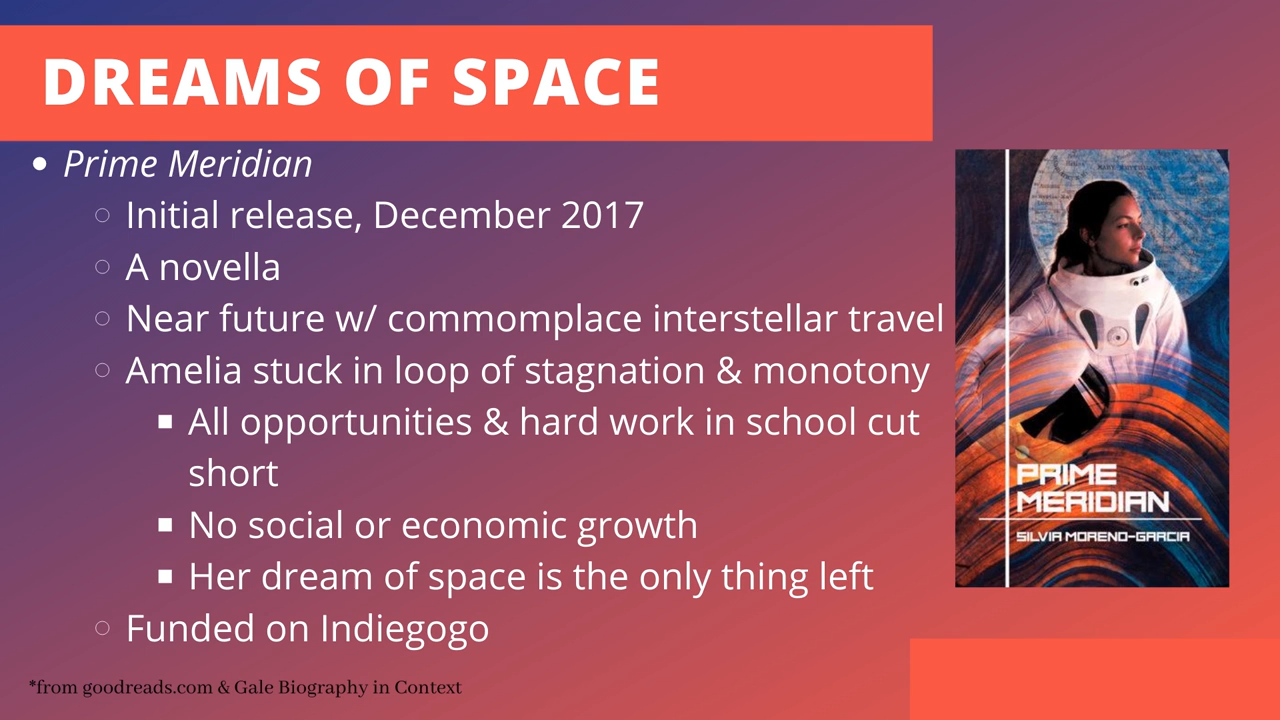 DREAMS OF SPACE
Prime Meridian
Initial release, December 2017
A novella
Near future w/ commomplace interstellar travel
Amelia stuck in loop of stagnation & monotony
All opportunities & hard work in school cut
short
No social or economic growth
Her dream of space is the only thing left
Funded on Indiegogo
*from goodreads.com & Gale Biography in Context
PRIME
MERIDIAN
SILVIA MORENO-GARCIA